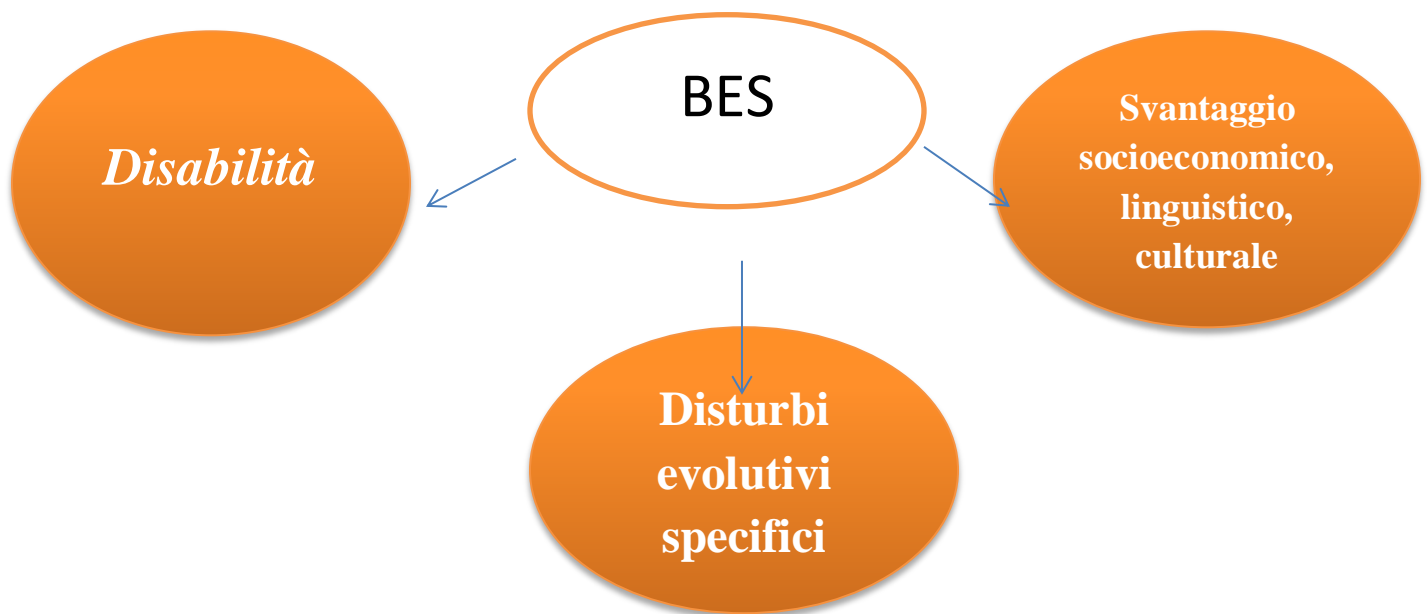 BES
Disabilità
Svantaggio
socioeconomico,
linguistico,
culturale
Disturbi
evolutivi
specifici